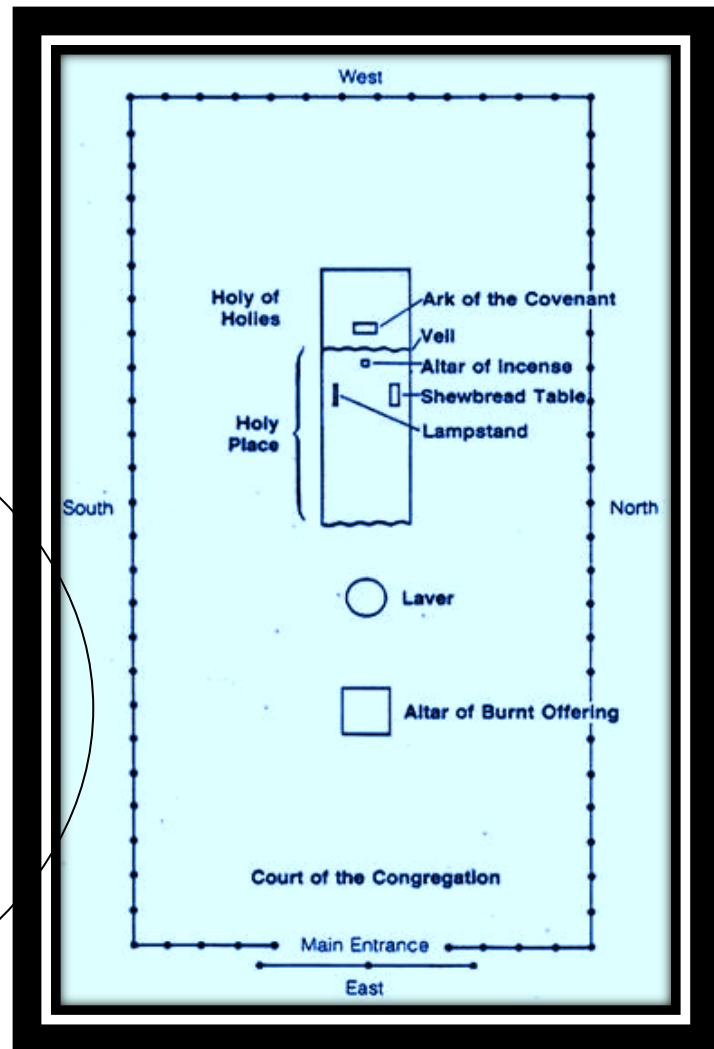 West
Holy of
Holies
Ark of the Covenant
Veil
Altar of Incense
Shewbread Table
Lampstand
Holy
Place
South
North
Laver
Altar of Burnt Offering
Court of the Congregation
Main Entrance
East